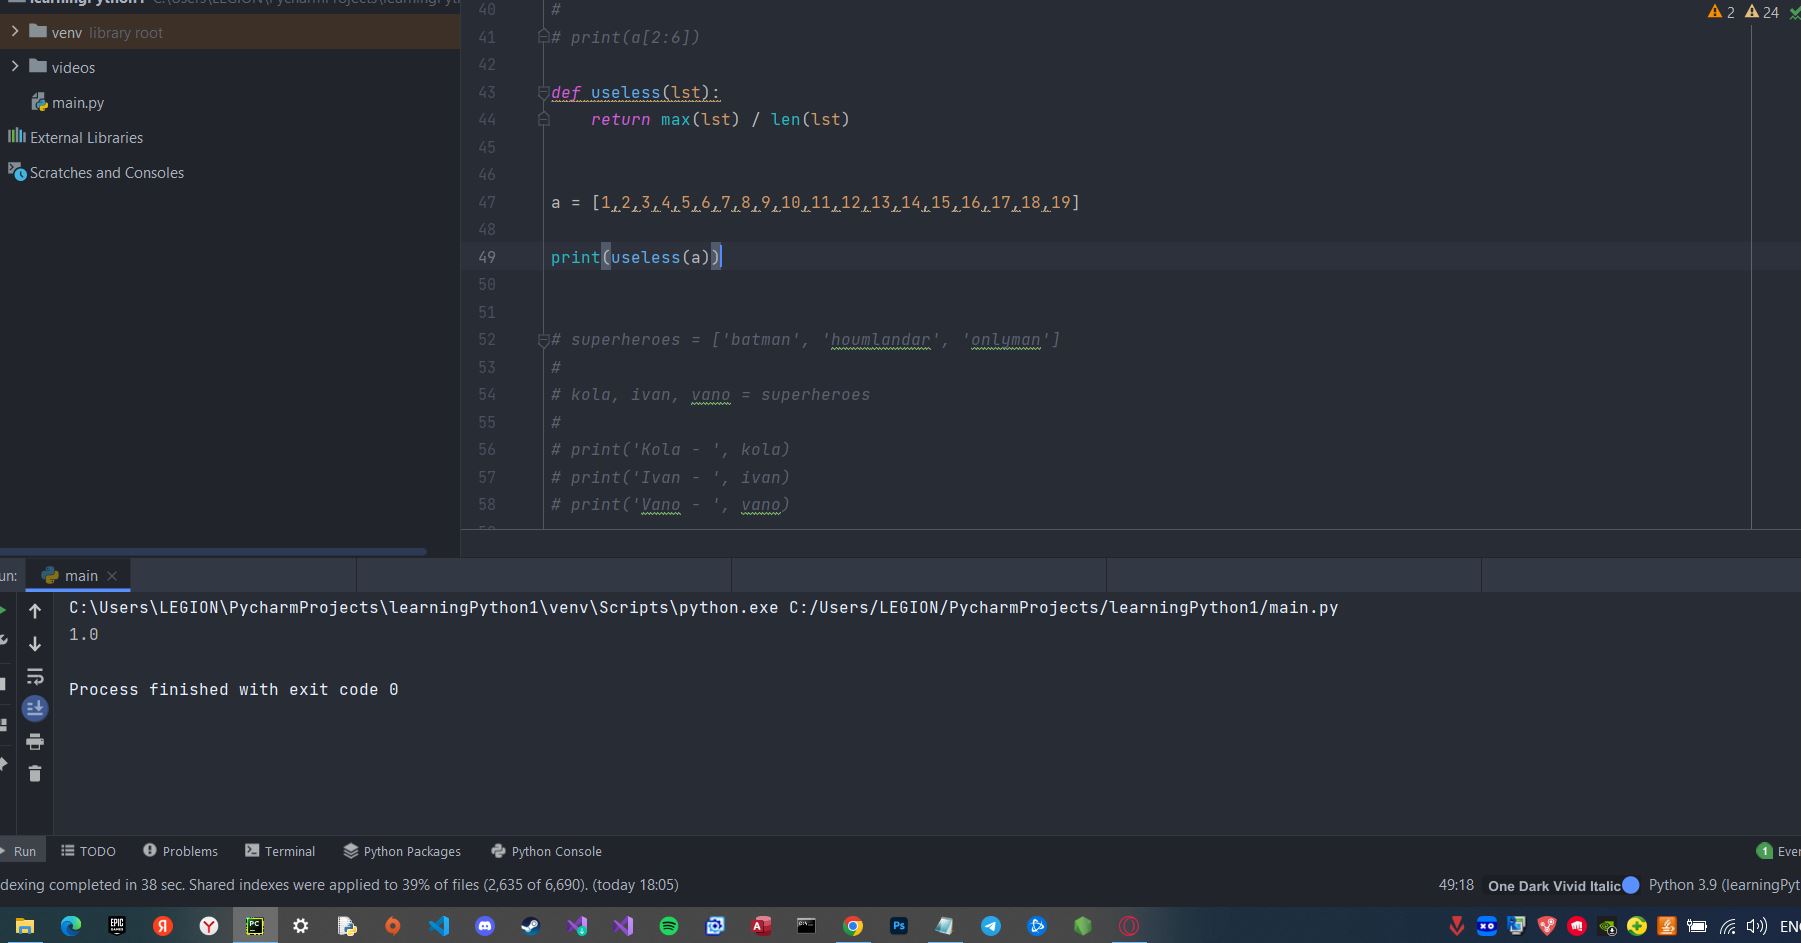 venv library root
videos
main.py
External Libraries
Scratches and Consoles
2 24
40 #
41 # print(a[2:6])
42
43 def useless(lst):
44 return max(lst) / len(lst)
45
46
47 a = [1,2,3,4,5,6,7,8,9,10,11,12,13,14,15,16,17,18,19]
48
49 print(useless(a))
50
51
52 # superheroes = ['batman', 'houmlandar', 'onlyman']
53 #
54 # kola, ivan, vano = superheroes
55 #
56 # print('Kola - ', kola)
57 # print('Ivan - ', ivan)
58 # print('Vano - ', vano)
un: main
C:\Users\LEGION\PycharmProjects\learningPython1\venv\Scripts\python.exe C:/Users/LEGION/PycharmProjects/learningPython1/main.py
1.0
Process finished with exit code 0
Run TODO Problems Terminal Python Packages Python Console 1 Ever
dexing completed in 38 sec. Shared indexes were applied to 39% of files (2,635 of 6,690). (today 18:05) 49:18 One Dark Vivid Italic Python 3.9 (learningPyt
EPIC GAMES Я Y PC A Ps XO ENG